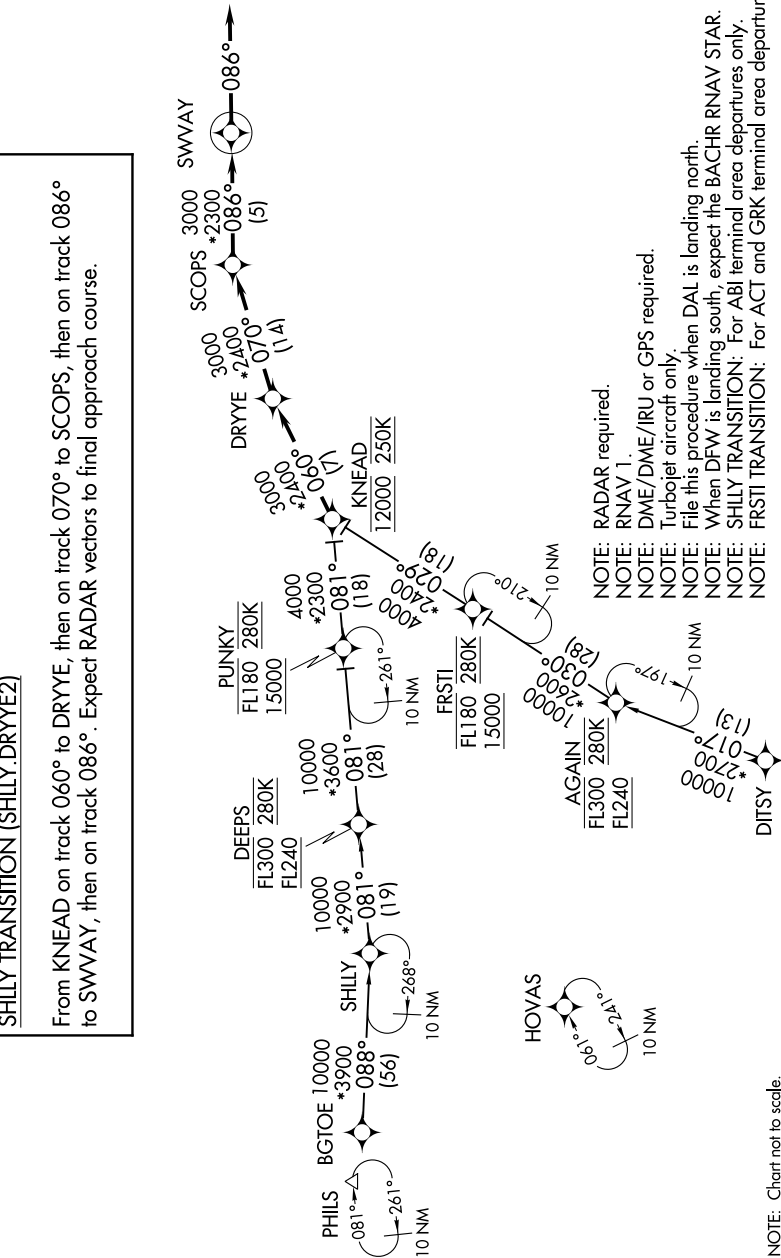 SHLLY TRANSITION (SHLLY.DRYYE2)
From KNEAD on track 060° to DRYYE, then on track 070° to SCOPS, then on track 086°
to SWVAY, then on track 086°. Expect RADAR vectors to final approach course.
SWVAY
086°
SCOPS
3000
*2300
086°
(5)
DRYYE
3000
*2400
070°
(14)
3000
*2400
060°
(7)
KNEAD
12000 250K
PUNKY
FL180 280K
15000
4000
*2300
081°
(18)
261°
10 NM
DEEPS
FL300 280K
FL240
10000
*3600
081°
(28)
SHLLY
10000
*2900
081°
(19)
268°
10 NM
BGTOE
10000
*3900
088°
(56)
PHILS
081°
261°
10 NM
4000
*2400
029°
(18)
FRSTI
FL180 280K
15000
210°
10 NM
10000
*2600
030°
(28)
AGAIN
FL300 280K
FL240
197°
10 NM
10000
*2700
017°
(13)
DITSY
HOVAS
061°
241°
10 NM
NOTE: RADAR required.
NOTE: RNAV 1.
NOTE: DME/DME/IRU or GPS required.
NOTE: Turbojet aircraft only.
NOTE: File this procedure when DAL is landing north.
NOTE: When DFW is landing south, expect the BACHR RNAV STAR.
NOTE: SHLLY TRANSITION: For ABI terminal area departures only.
NOTE: FRSTI TRANSITION: For ACT and GRK terminal area departur
NOTE: Chart not to scale.